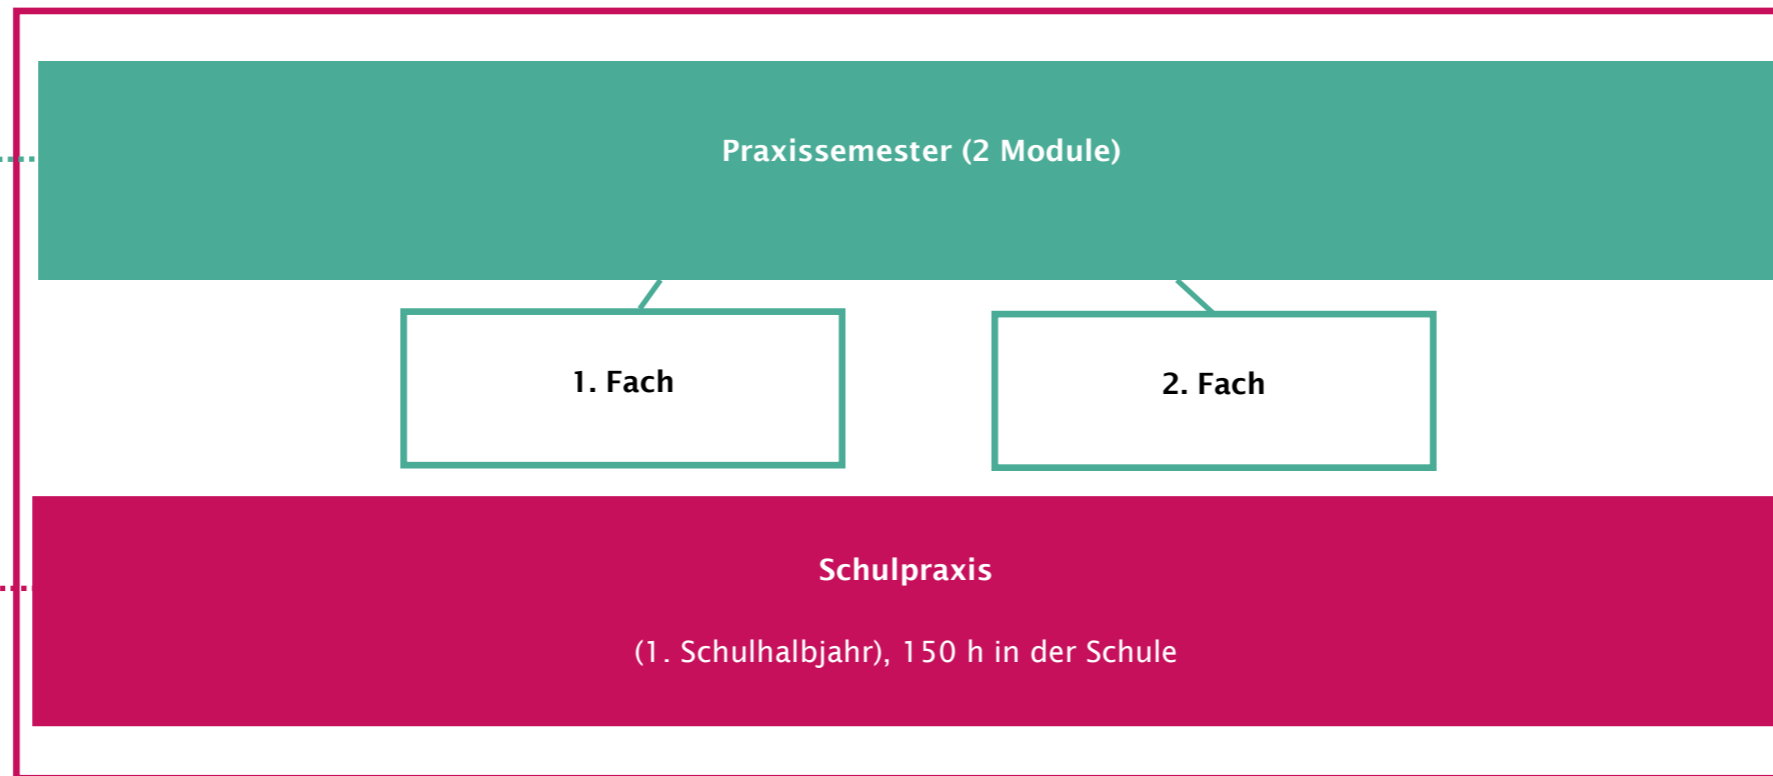 Praxissemester (2 Module)
1. Fach
2. Fach
Schulpraxis
(1. Schulhalbjahr), 150 h in der Schule